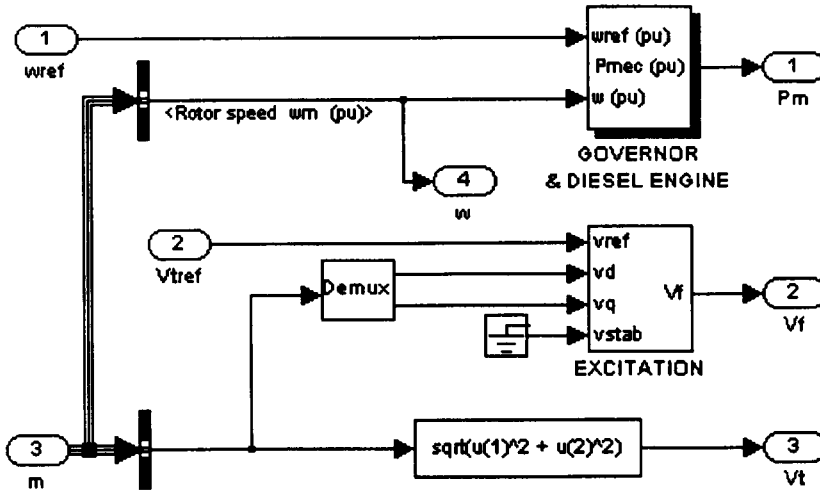 1
wref
wref (pu)
Pmec (pu)
w (pu)
1
Pm
<Rotor speed wm (pu)>
GOVERNOR
& DIESEL ENGINE
4
w
2
Vtref
Demux
vref
vd
vq
vstab
Vf
EXCITATION
2
Vf
3
m
sqrt(u(1)^2 + u(2)^2)
3
Vt